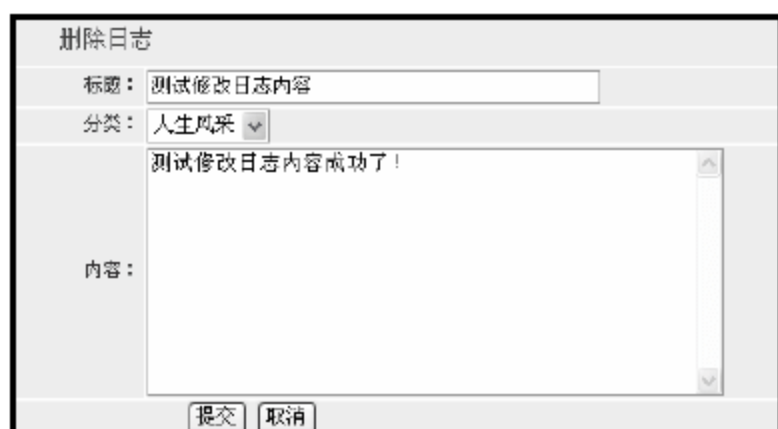 删除日志
标题：测试修改日志内容
分类：人生风采
测试修改日志内容成功了！
内容：
提交 取消